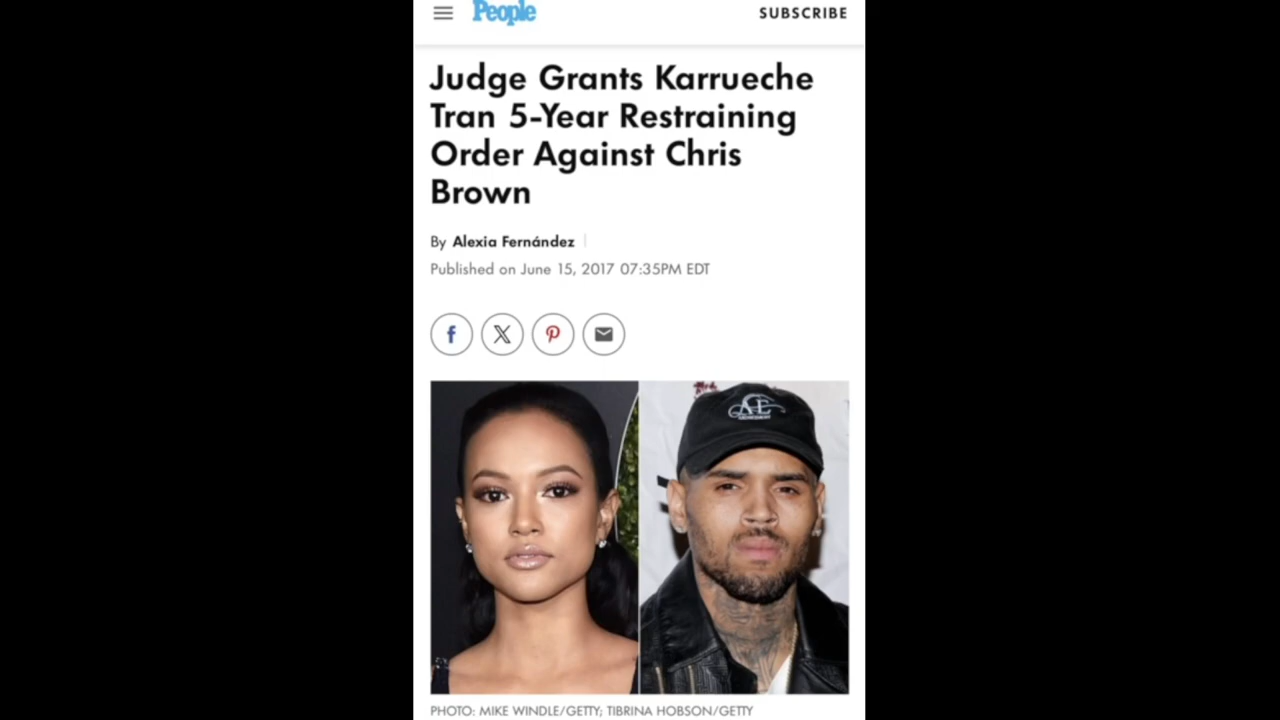 People
SUBSCRIBE
Judge Grants Karrueche
Tran 5-Year Restraining
Order Against Chris
Brown
By Alexia Fernández
Published on June 15, 2017 07:35PM EDT
PHOTO: MIKE WINDLE/GETTY; TIBRINA HOBSON/GETTY